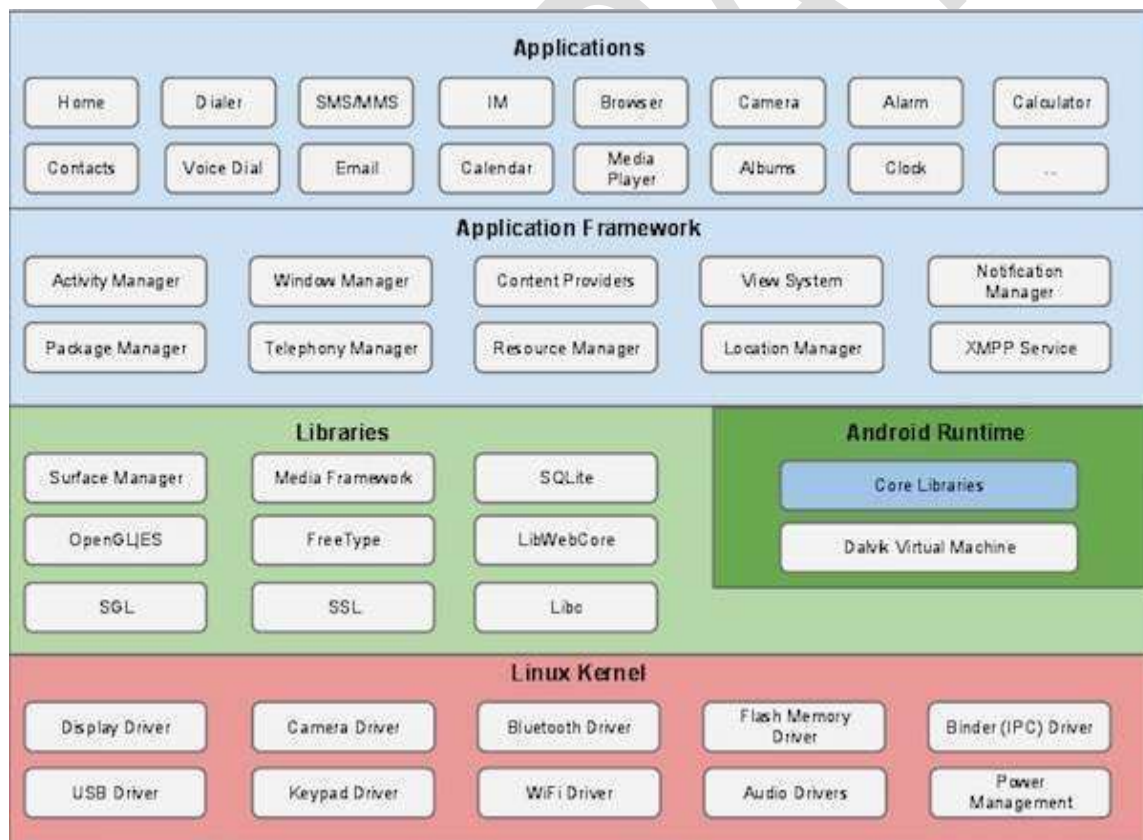 Applications
Home Dialer SMS/MMS IM Browser Camera Alarm Calculator
Contacts Voice Dial Email Calendar Media Player Albums Clock ...
Application Framework
Activity Manager Window Manager Content Providers View System Notification Manager
Package Manager Telephony Manager Resource Manager Location Manager XMPP Service
Libraries
Surface Manager Media Framework SQLite
OpenGL|ES FreeType LibWebCore
SGL SSL Libc
Android Runtime
Core Libraries
Dalvik Virtual Machine
Linux Kernel
Display Driver Camera Driver Bluetooth Driver Flash Memory Driver Binder (IPC) Driver
USB Driver Keypad Driver WiFi Driver Audio Drivers Power Management